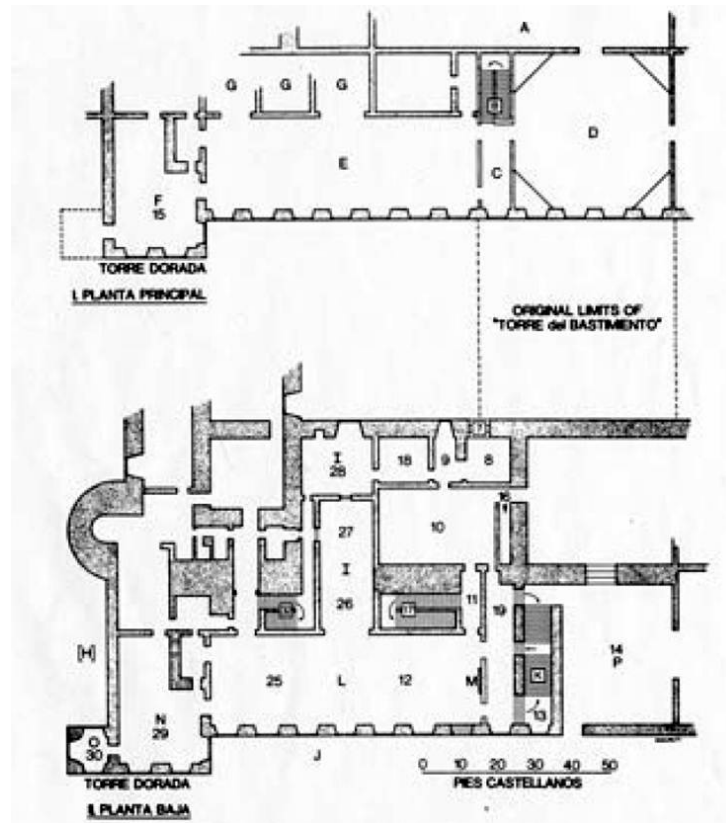 A
G G G
D
E
C
F
15
TORRE DORADA
I. PLANTA PRINCIPAL
ORIGINAL LIMITS OF
"TORRE del BASTIMIENTO"
I
28
18
9
8
7
16
10
27
I
26
11
19
14
P
[H]
25
L
12
M
K
13
N
29
O
30
J
TORRE DORADA
0 10 20 30 40 50
PIES CASTELLANOS
II. PLANTA BAJA